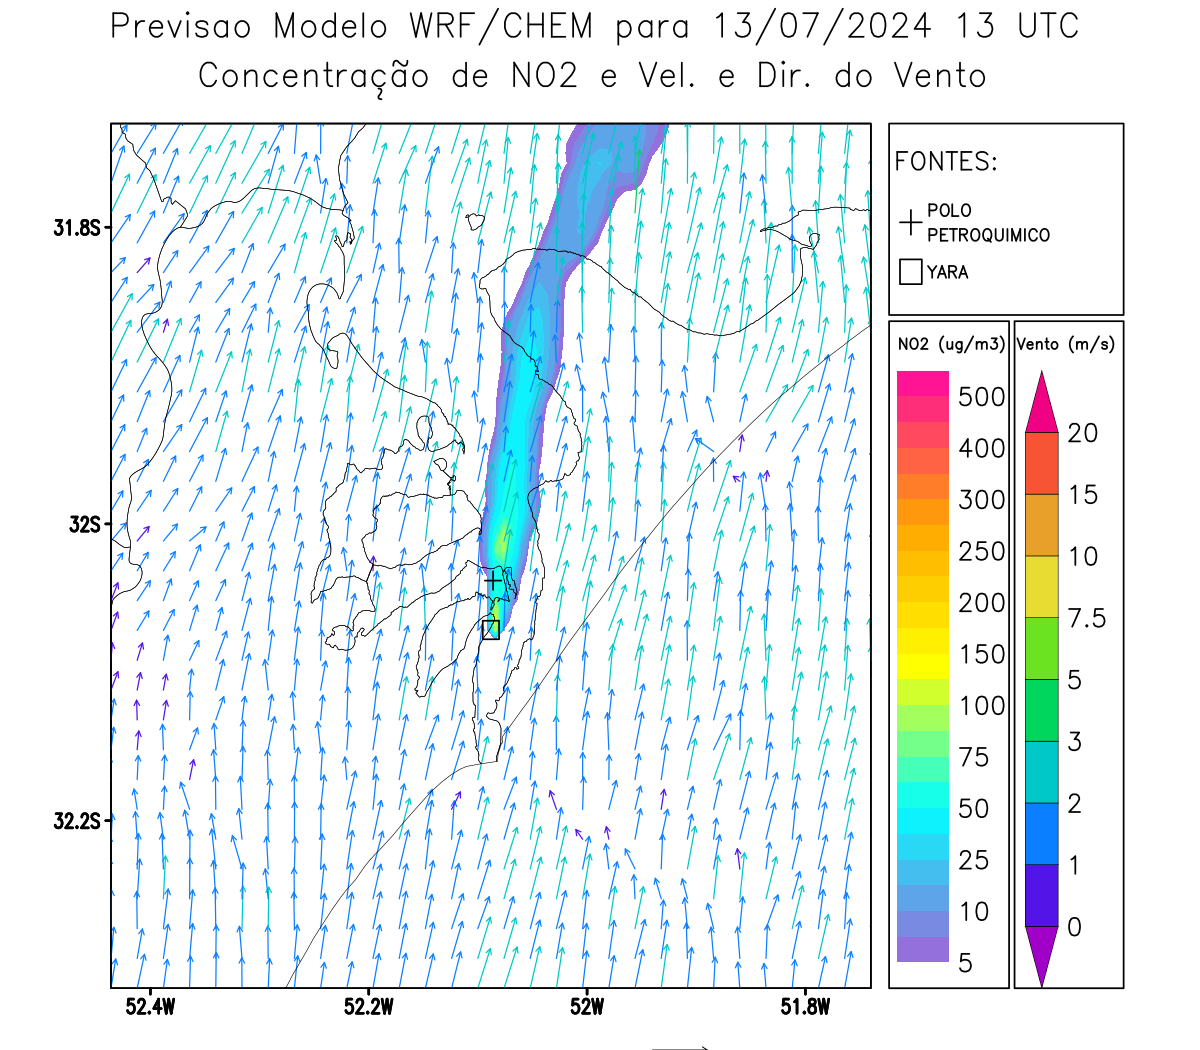 Previsao Modelo WRF/CHEM para 13/07/2024 13 UTC
Concentração de NO2 e Vel. e Dir. do Vento
FONTES:
POLO
PETROQUIMICO
YARA
NO2 (ug/m3)
500
400
300
250
200
150
100
75
50
25
10
5
Vento (m/s)
20
15
10
7.5
5
3
2
1
0
31.8S
32S
32.2S
52.4W
52.2W
52W
51.8W